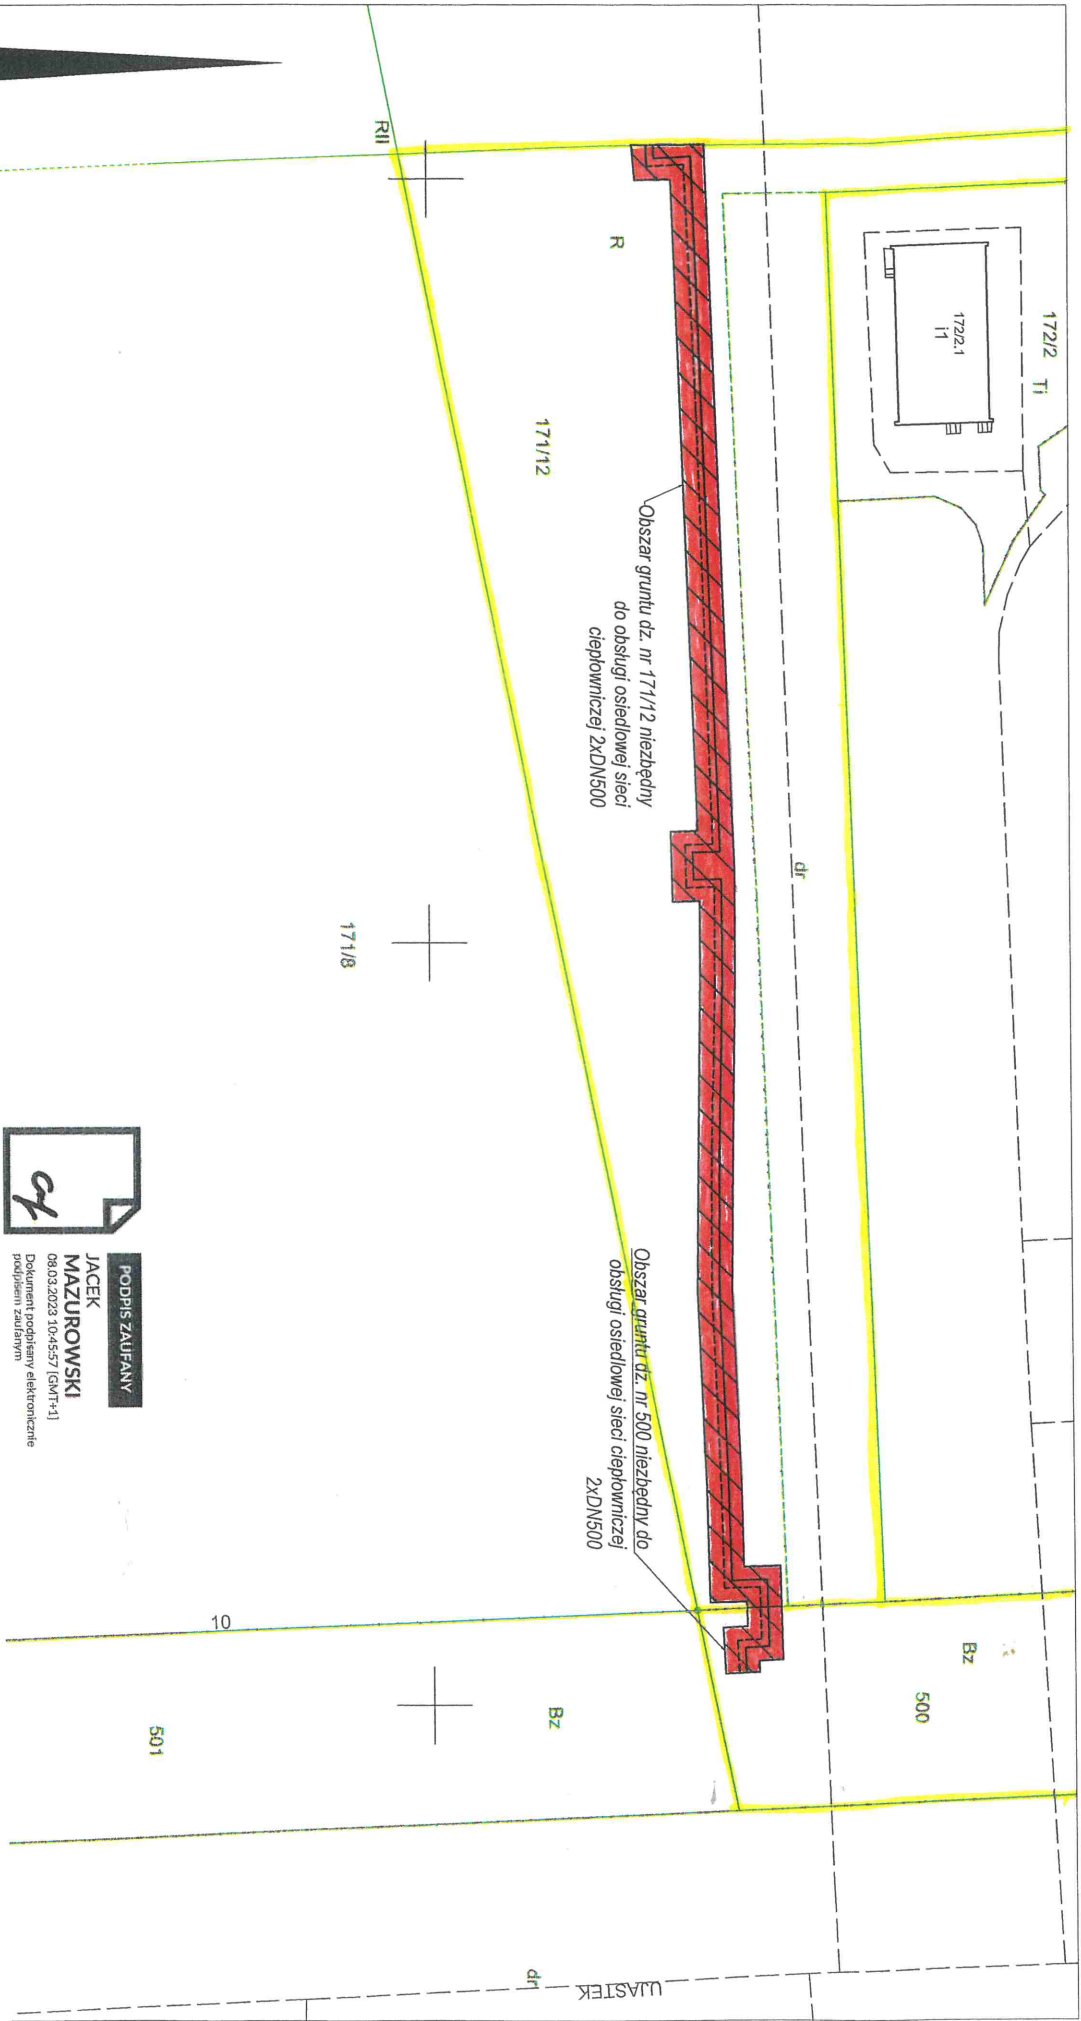 172/2
Ti
172/2.1
i1
RII
R
171/12
Obszar gruntu dz. nr 171/12 niezbędny
do obsługi osiedlowej sieci
ciepłowniczej 2xDN500
dr
171/8
Obszar gruntu dz. nr 500 niezbędny do
obsługi osiedlowej sieci ciepłowniczej
2xDN500
Bz
500
Bz
10
501
dr
UJASTEK
PODPIS ZAUFANY
JACEK
MAZUROWSKI
08.03.2023 10:45:57 [GMT+1]
Dokument podpisany elektronicznie
podpisem zaufanym